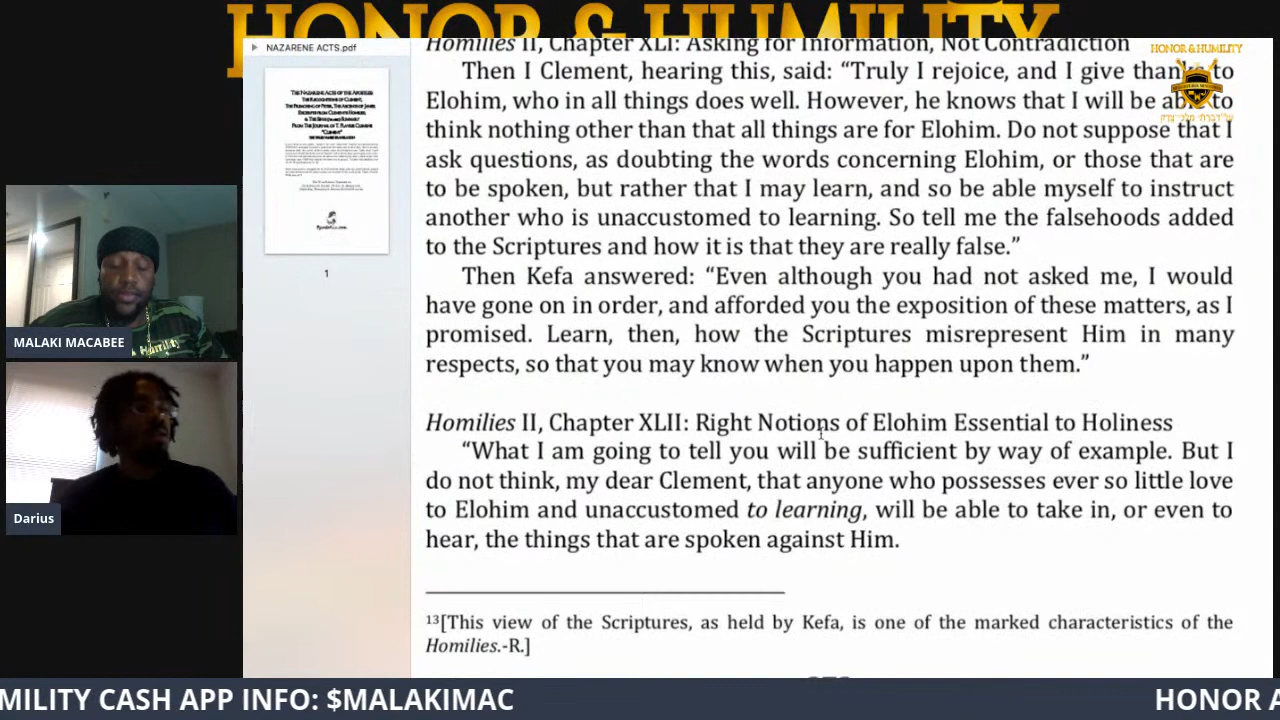 HONOR & HUMILITY
NAZARENE ACTS.pdf
1
Homilies II, Chapter XLI: Asking for Information, Not Contradiction
Then I Clement, hearing this, said: “Truly I rejoice, and I give thanks to
Elohim, who in all things does well. However, he knows that I will be able to
think nothing other than that all things are for Elohim. Do not suppose that I
ask questions, as doubting the words concerning Elohim, or those that are
to be spoken, but rather that I may learn, and so be able myself to instruct
another who is unaccustomed to learning. So tell me the falsehoods added
to the Scriptures and how it is that they are really false.”
Then Kefa answered: “Even although you had not asked me, I would
have gone on in order, and afforded you the exposition of these matters, as I
promised. Learn, then, how the Scriptures misrepresent Him in many
respects, so that you may know when you happen upon them.”
Homilies II, Chapter XLII: Right Notions of Elohim Essential to Holiness
“What I am going to tell you will be sufficient by way of example. But I
do not think, my dear Clement, that anyone who possesses ever so little love
to Elohim and unaccustomed to learning, will be able to take in, or even to
hear, the things that are spoken against Him.
13[This view of the Scriptures, as held by Kefa, is one of the marked characteristics of the
Homilies.-R.]
HONOR & HUMILITY
MALAKI MACABEE
Darius
MILITY CASH APP INFO: $MALAKIMAC
HONOR A